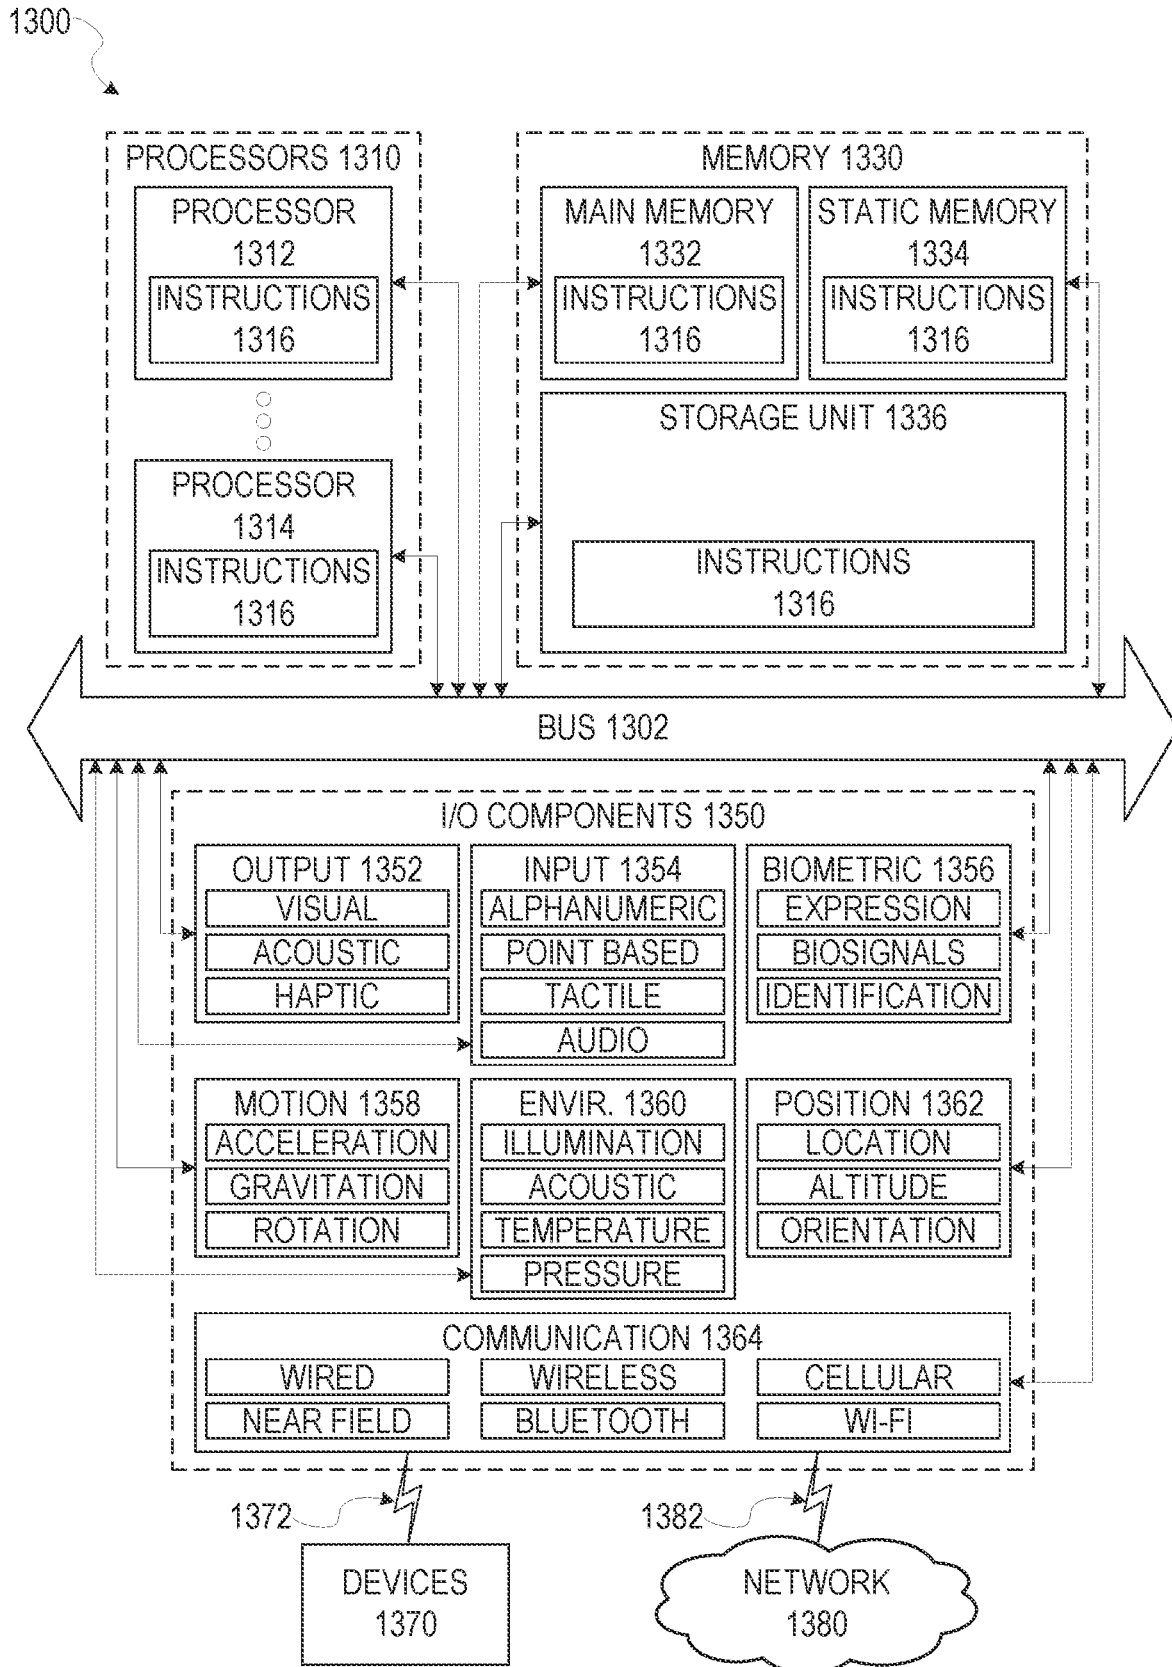 1300
PROCESSORS 1310
PROCESSOR
1312
INSTRUCTIONS
1316
PROCESSOR
1314
INSTRUCTIONS
1316
MEMORY 1330
MAIN MEMORY
1332
INSTRUCTIONS
1316
STATIC MEMORY
1334
INSTRUCTIONS
1316
STORAGE UNIT 1336
INSTRUCTIONS
1316
BUS 1302
I/O COMPONENTS 1350
OUTPUT 1352
VISUAL
ACOUSTIC
HAPTIC
INPUT 1354
ALPHANUMERIC
POINT BASED
TACTILE
AUDIO
BIOMETRIC 1356
EXPRESSION
BIOSIGNALS
IDENTIFICATION
MOTION 1358
ACCELERATION
GRAVITATION
ROTATION
ENVIR. 1360
ILLUMINATION
ACOUSTIC
TEMPERATURE
PRESSURE
POSITION 1362
LOCATION
ALTITUDE
ORIENTATION
COMMUNICATION 1364
WIRED
WIRELESS
CELLULAR
NEAR FIELD
BLUETOOTH
WI-FI
1372
1382
DEVICES
1370
NETWORK
1380